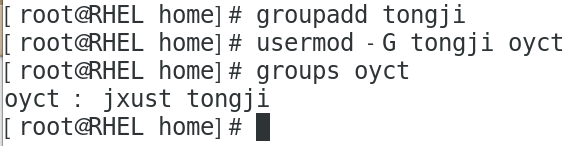 [root@RHEL home]# groupadd tongji
[root@RHEL home]# usermod -G tongji oyct
[root@RHEL home]# groups oyct
oyct : jxust tongji
[root@RHEL home]#